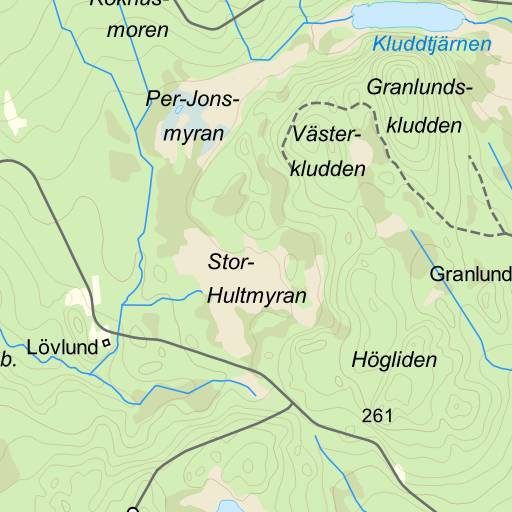 moren
Kluddtjärnen
Granlunds-
kludden
Per-Jons-
myran
Väster-
kludden
Stor-
Hultmyran
Granlund
Lövlund
b.
Högliden
261